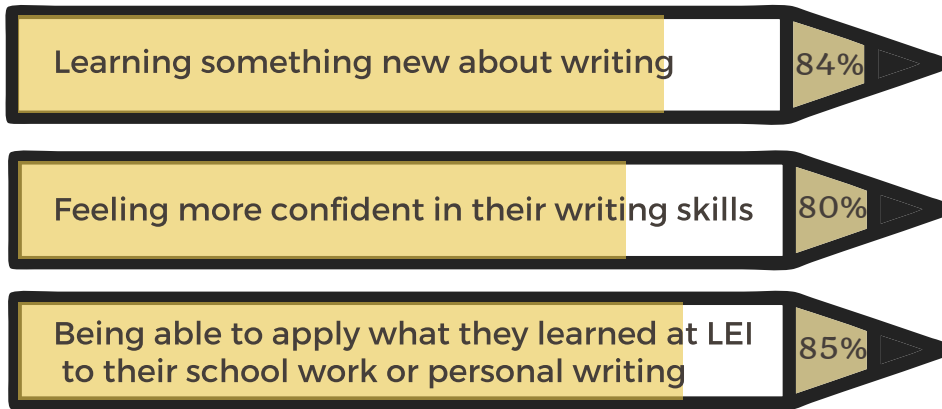 Learning something new about writing
84%
Feeling more confident in their writing skills
80%
Being able to apply what they learned at LEI
to their school work or personal writing
85%